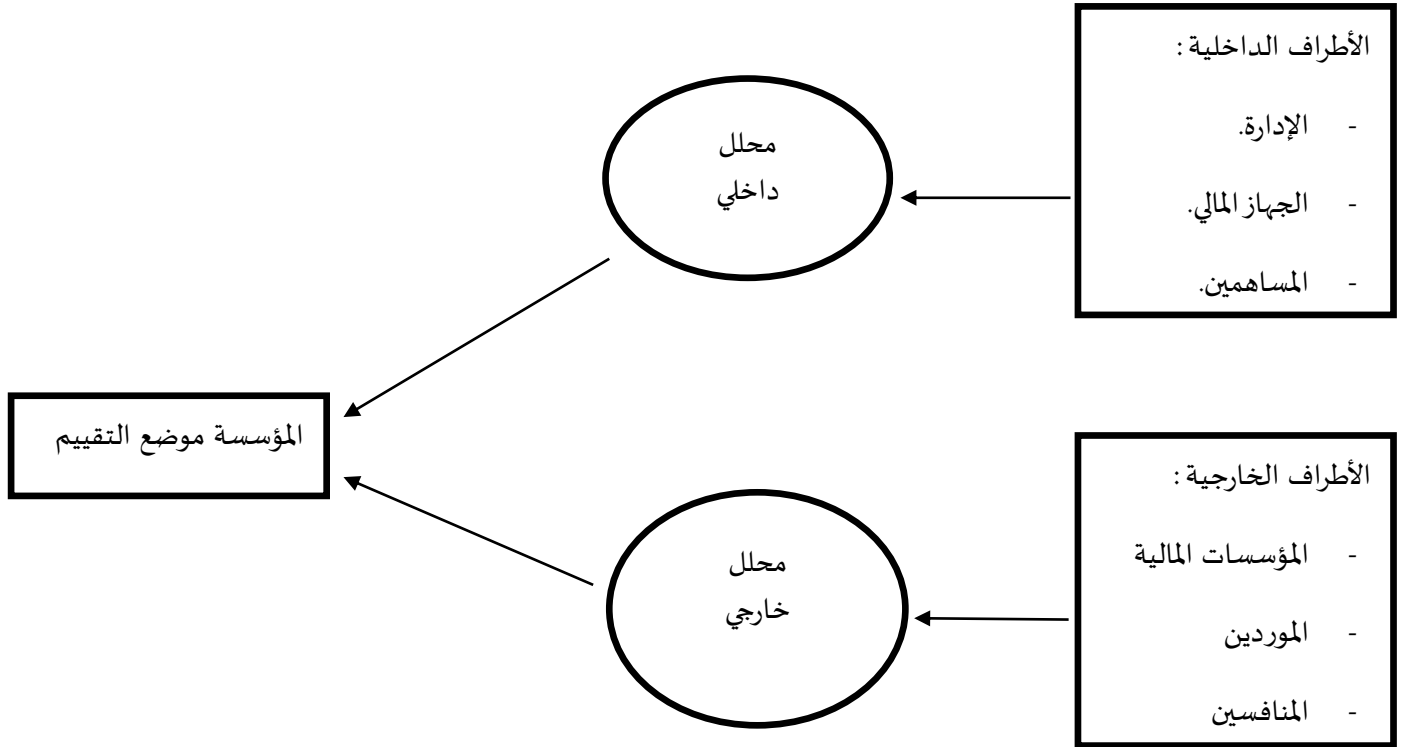 الأطراف الداخلية :
- الإدارة.
- الجهاز المالي.
- المساهمين.
محلل
داخلي
المؤسسة موضع التقييم
الأطراف الخارجية :
- المؤسسات المالية
- الموردين
- المنافسين
محلل
خارجي